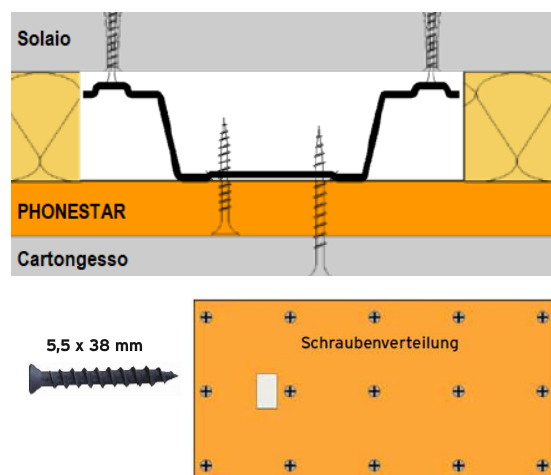 Solaio
PHONESTAR
Cartongesso
5,5 x 38 mm
Schraubenverteilung